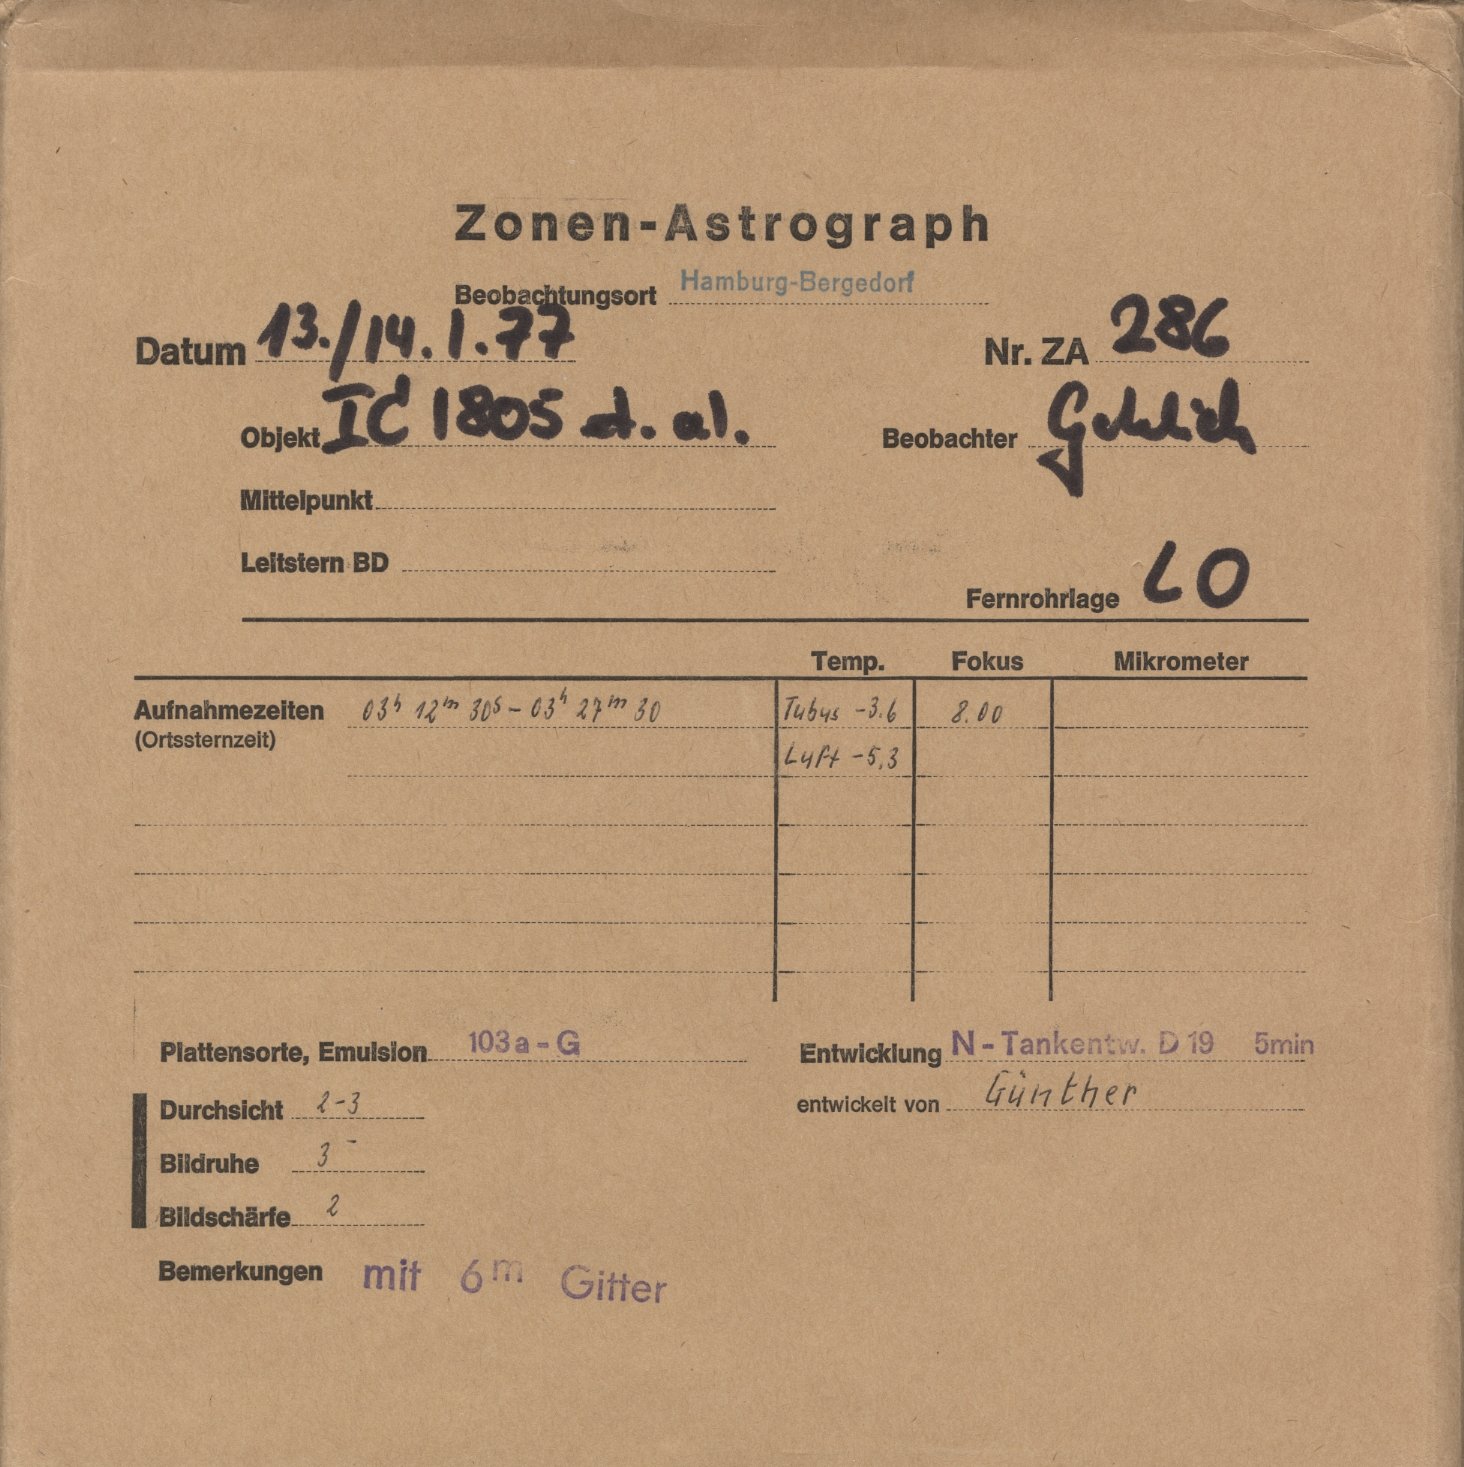 Zonen-Astrograph
Beobachtungsort Hamburg-Bergedorf
Datum 13./14.1.77 Nr. ZA 286
Objekt IC 1805 et. al. Beobachter
Mittelpunkt
Leitstern BD
Fernrohrlage LO
Temp. Fokus Mikrometer
Aufnahmezeiten 03h 12m 30s - 03h 27m 30 Tubus -3.6 8.00
(Ortssternzeit)
Luft -5,3
Plattensorte, Emulsion 103a-G Entwicklung N-Tankentw. D19 5min
Durchsicht 2-3 entwickelt von Günther
Bildruhe 3-
Bildschärfe 2
Bemerkungen mit 6m Gitter